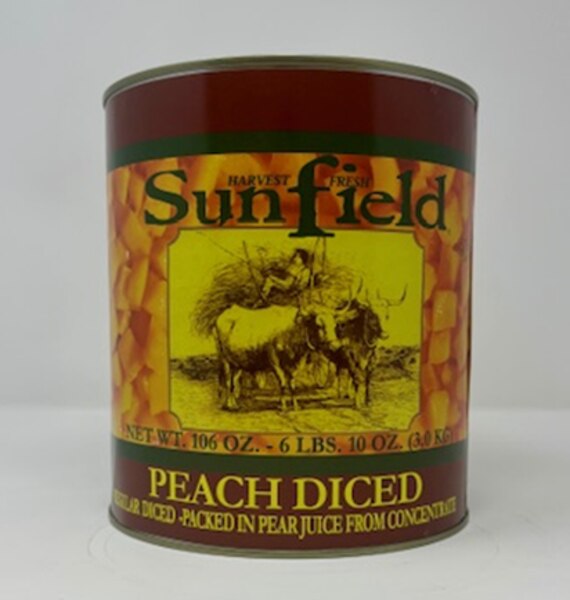 HARVEST FRESH
Sunfield
NET WT. 106 OZ. - 6 LBS. 10 OZ. (3.0 KG)
PEACH DICED
REGULAR DICED -PACKED IN PEAR JUICE FROM CONCENTRATE